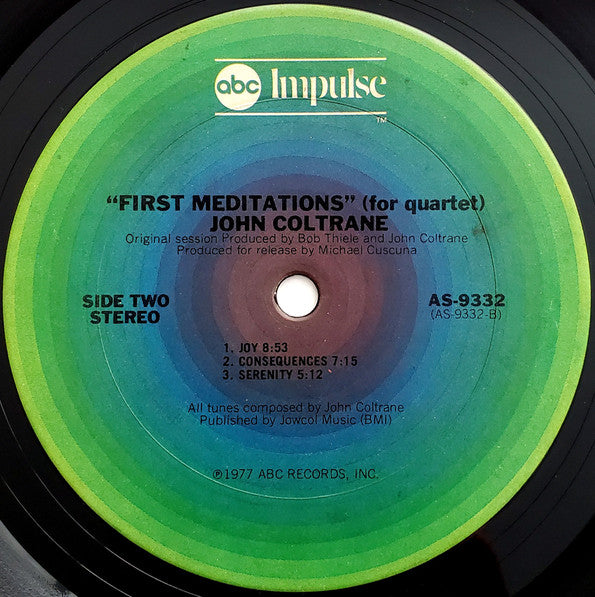 abc Impulse
TM
"FIRST MEDITATIONS" (for quartet)
JOHN COLTRANE
Original session Produced by Bob Thiele and John Coltrane
Produced for release by Michael Cuscuna
SIDE TWO
STEREO
AS-9332
(AS-9332-B)
1. JOY 8:53
2. CONSEQUENCES 7:15
3. SERENITY 5:12
All tunes composed by John Coltrane
Published by Jowcol Music (BMI)
℗1977 ABC RECORDS, INC.